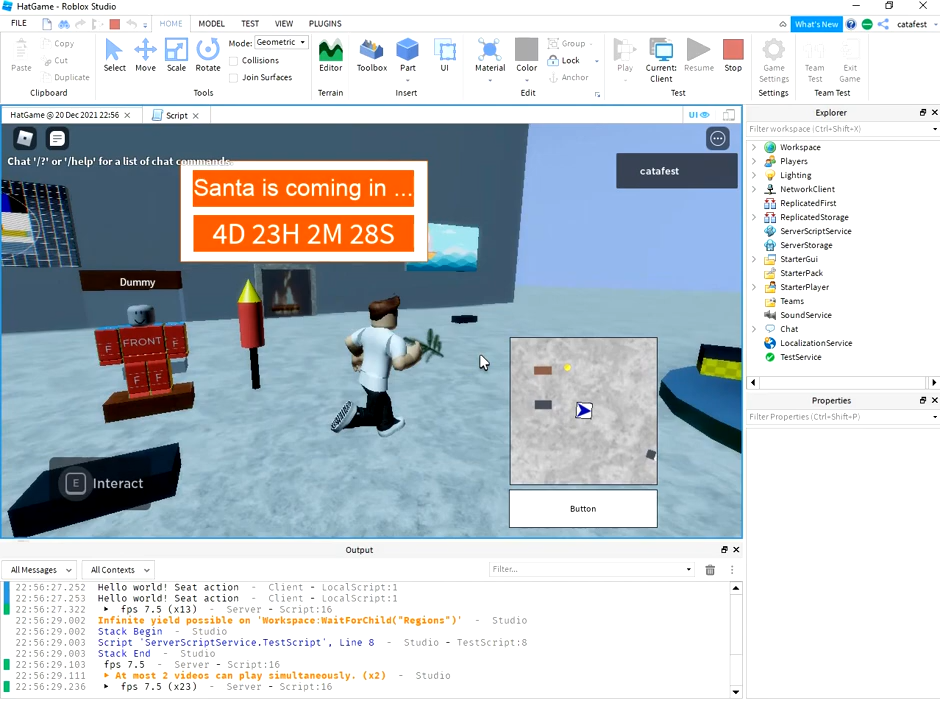 HatGame - Roblox Studio
FILE HOME MODEL TEST VIEW PLUGINS What's New catafest
Paste Copy Cut Duplicate Clipboard
Select Move Scale Rotate Mode: Geometric Collisions Join Surfaces Tools
Editor Terrain
Toolbox Part UI Insert
Material Color Group Lock Anchor Edit
Play Current: Client Resume Stop Test
Game Settings Settings
Team Test Exit Game Team Test
HatGame @ 20 Dec 2021 22:56 Script UI
Chat '/?' or '/help' for a list of chat commands.
catafest
Santa is coming in ...
4D 23H 2M 28S
Dummy
FRONT
F F
F F
E Interact
Button
Explorer
Filter workspace (Ctrl+Shift+X)
Workspace
Players
Lighting
NetworkClient
ReplicatedFirst
ReplicatedStorage
ServerScriptService
ServerStorage
StarterGui
StarterPack
StarterPlayer
Teams
SoundService
Chat
LocalizationService
TestService
Properties
Filter Properties (Ctrl+Shift+P)
Output
All Messages All Contexts Filter...
22:56:27.252 Hello world! Seat action - Client - LocalScript:1
22:56:27.253 Hello world! Seat action - Client - LocalScript:1
22:56:27.322 fps 7.5 (x13) - Server - Script:16
22:56:29.002 Infinite yield possible on 'Workspace:WaitForChild("Regions")' - Studio
22:56:29.002 Stack Begin - Studio
22:56:29.003 Script 'ServerScriptService.TestScript', Line 8 - Studio - TestScript:8
22:56:29.003 Stack End - Studio
22:56:29.103 fps 7.5 - Server - Script:16
22:56:29.111 At most 2 videos can play simultaneously. (x2) - Studio
22:56:29.236 fps 7.5 (x23) - Server - Script:16